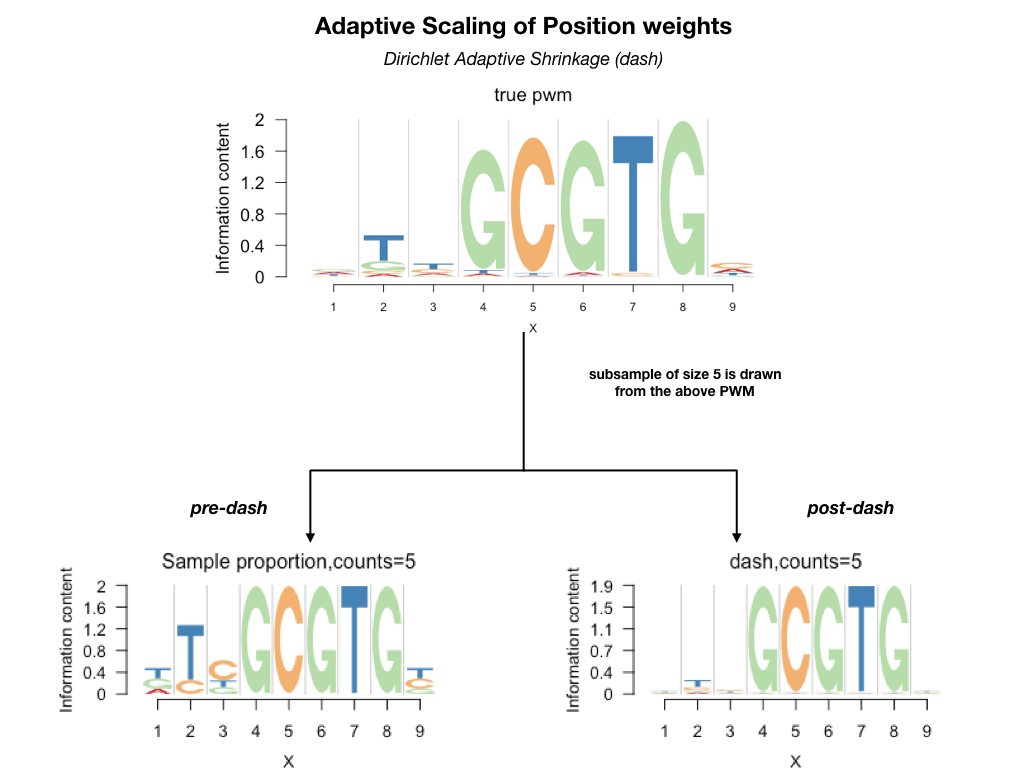 Adaptive Scaling of Position weights
Dirichlet Adaptive Shrinkage (dash)
true pwm
Information content
2
1.6
1.2
0.8
0.4
0
T G C A
G C G T G
1 2 3 4 5 6 7 8 9
X
subsample of size 5 is drawn
from the above PWM
pre-dash
post-dash
Sample proportion,counts=5
Information content
2
1.6
1.2
0.8
0.4
0
T G A
T C
C T G
G C G T G
T C G
1 2 3 4 5 6 7 8 9
X
dash,counts=5
Information content
1.9
1.5
1.1
0.7
0.4
0
G C G T G
1 2 3 4 5 6 7 8 9
X